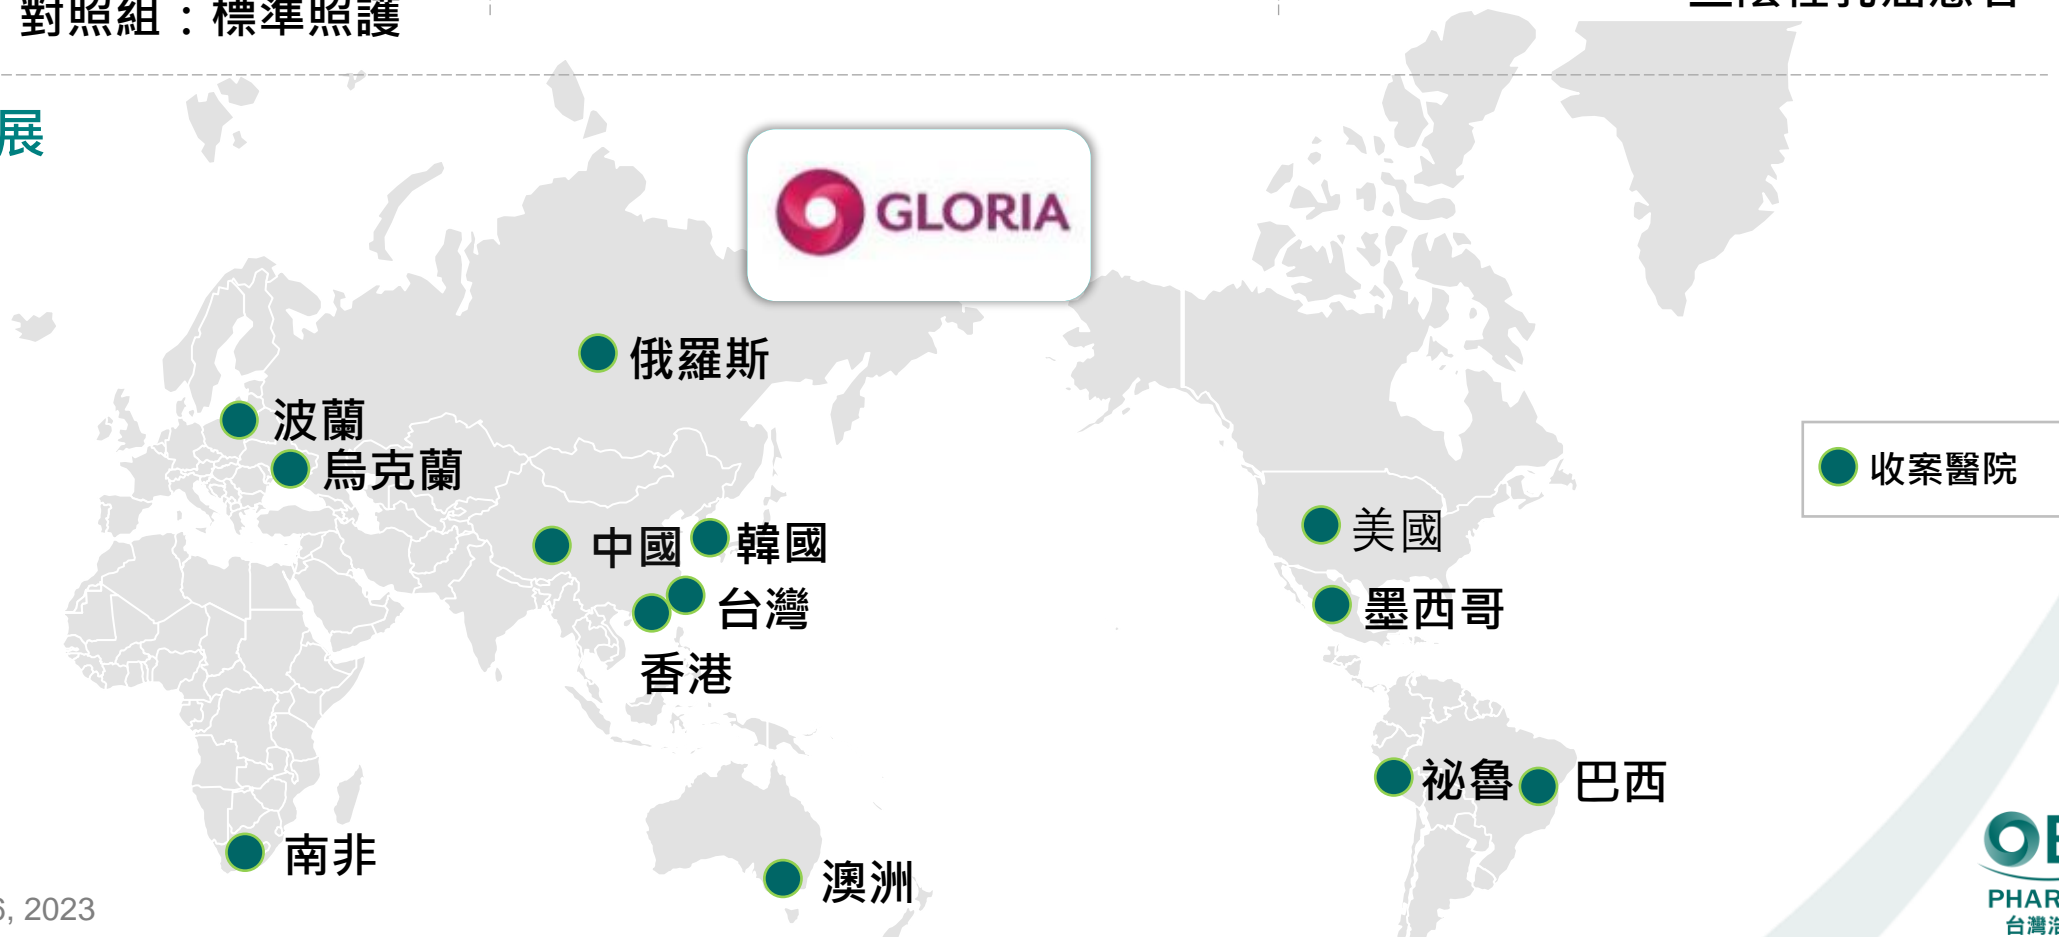 對照組：標準照護
展
GLORIA
俄羅斯
波蘭
烏克蘭
收案醫院
中國
韓國
美國
台灣
墨西哥
香港
祕魯
巴西
南非
澳洲
, 2023
台灣